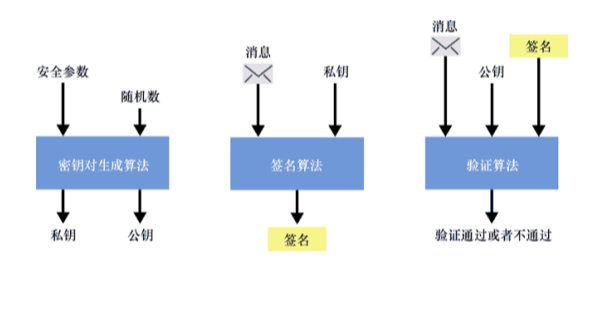 安全参数
随机数
密钥对生成算法
私钥
公钥
消息
私钥
签名算法
签名
消息
公钥
签名
验证算法
验证通过或者不通过